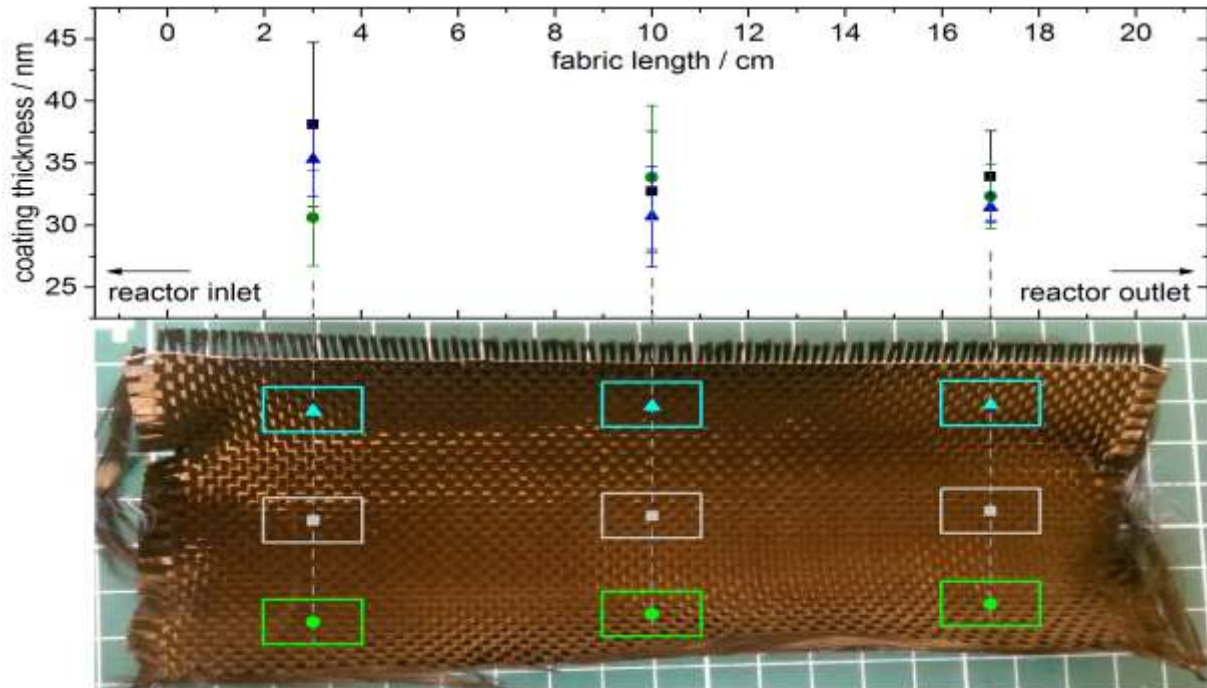 0 2 4 6 8 10 12 14 16 18 20
fabric length / cm
coating thickness / nm
45
40
35
30
25
reactor inlet
reactor outlet